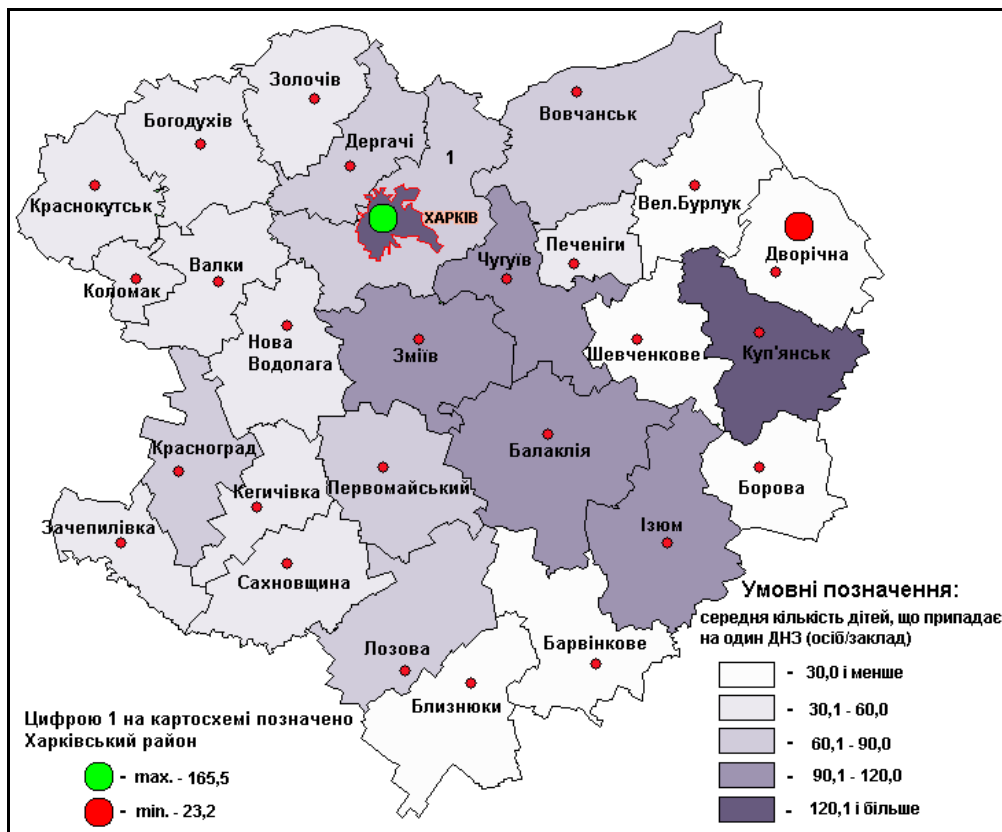 Золочів
Богодухів
Вовчанськ
Дергачі
1
Краснокутськ
ХАРКІВ
Вел.Бурлук
Печеніги
Дворічна
Валки
Чугуїв
Коломак
Нова
Водолага
Зміїв
Шевченкове
Куп'янськ
Красноград
Балаклія
Кегичівка
Первомайський
Борова
Зачепилівка
Ізюм
Сахновщина
Барвінкове
Лозова
Близнюки
Умовні позначення:
середня кількість дітей, що припадає
на один ДНЗ (осіб/заклад)
- 30,0 і менше
- 30,1 - 60,0
- 60,1 - 90,0
- 90,1 - 120,0
- 120,1 і більше
Цифрою 1 на картосхемі позначено
Харківський район
- max. - 165,5
- min. - 23,2